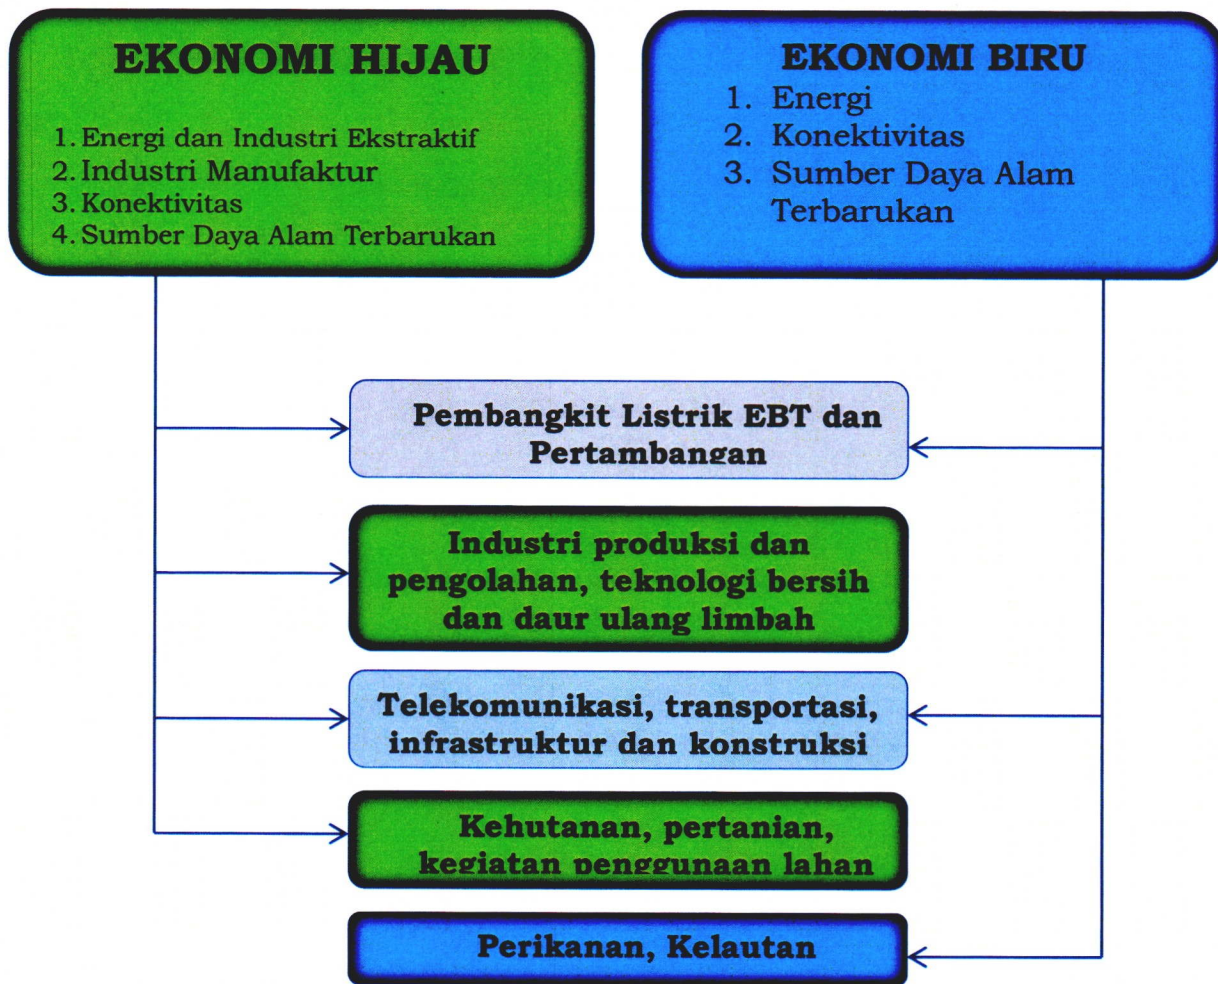 EKONOMI HIJAU
1. Energi dan Industri Ekstraktif
2. Industri Manufaktur
3. Konektivitas
4. Sumber Daya Alam Terbarukan
EKONOMI BIRU
1. Energi
2. Konektivitas
3. Sumber Daya Alam
Terbarukan
Pembangkit Listrik EBT dan
Pertambangan
Industri produksi dan
pengolahan, teknologi bersih
dan daur ulang limbah
Telekomunikasi, transportasi,
infrastruktur dan konstruksi
Kehutanan, pertanian,
kegiatan penggunaan lahan
Perikanan, Kelautan